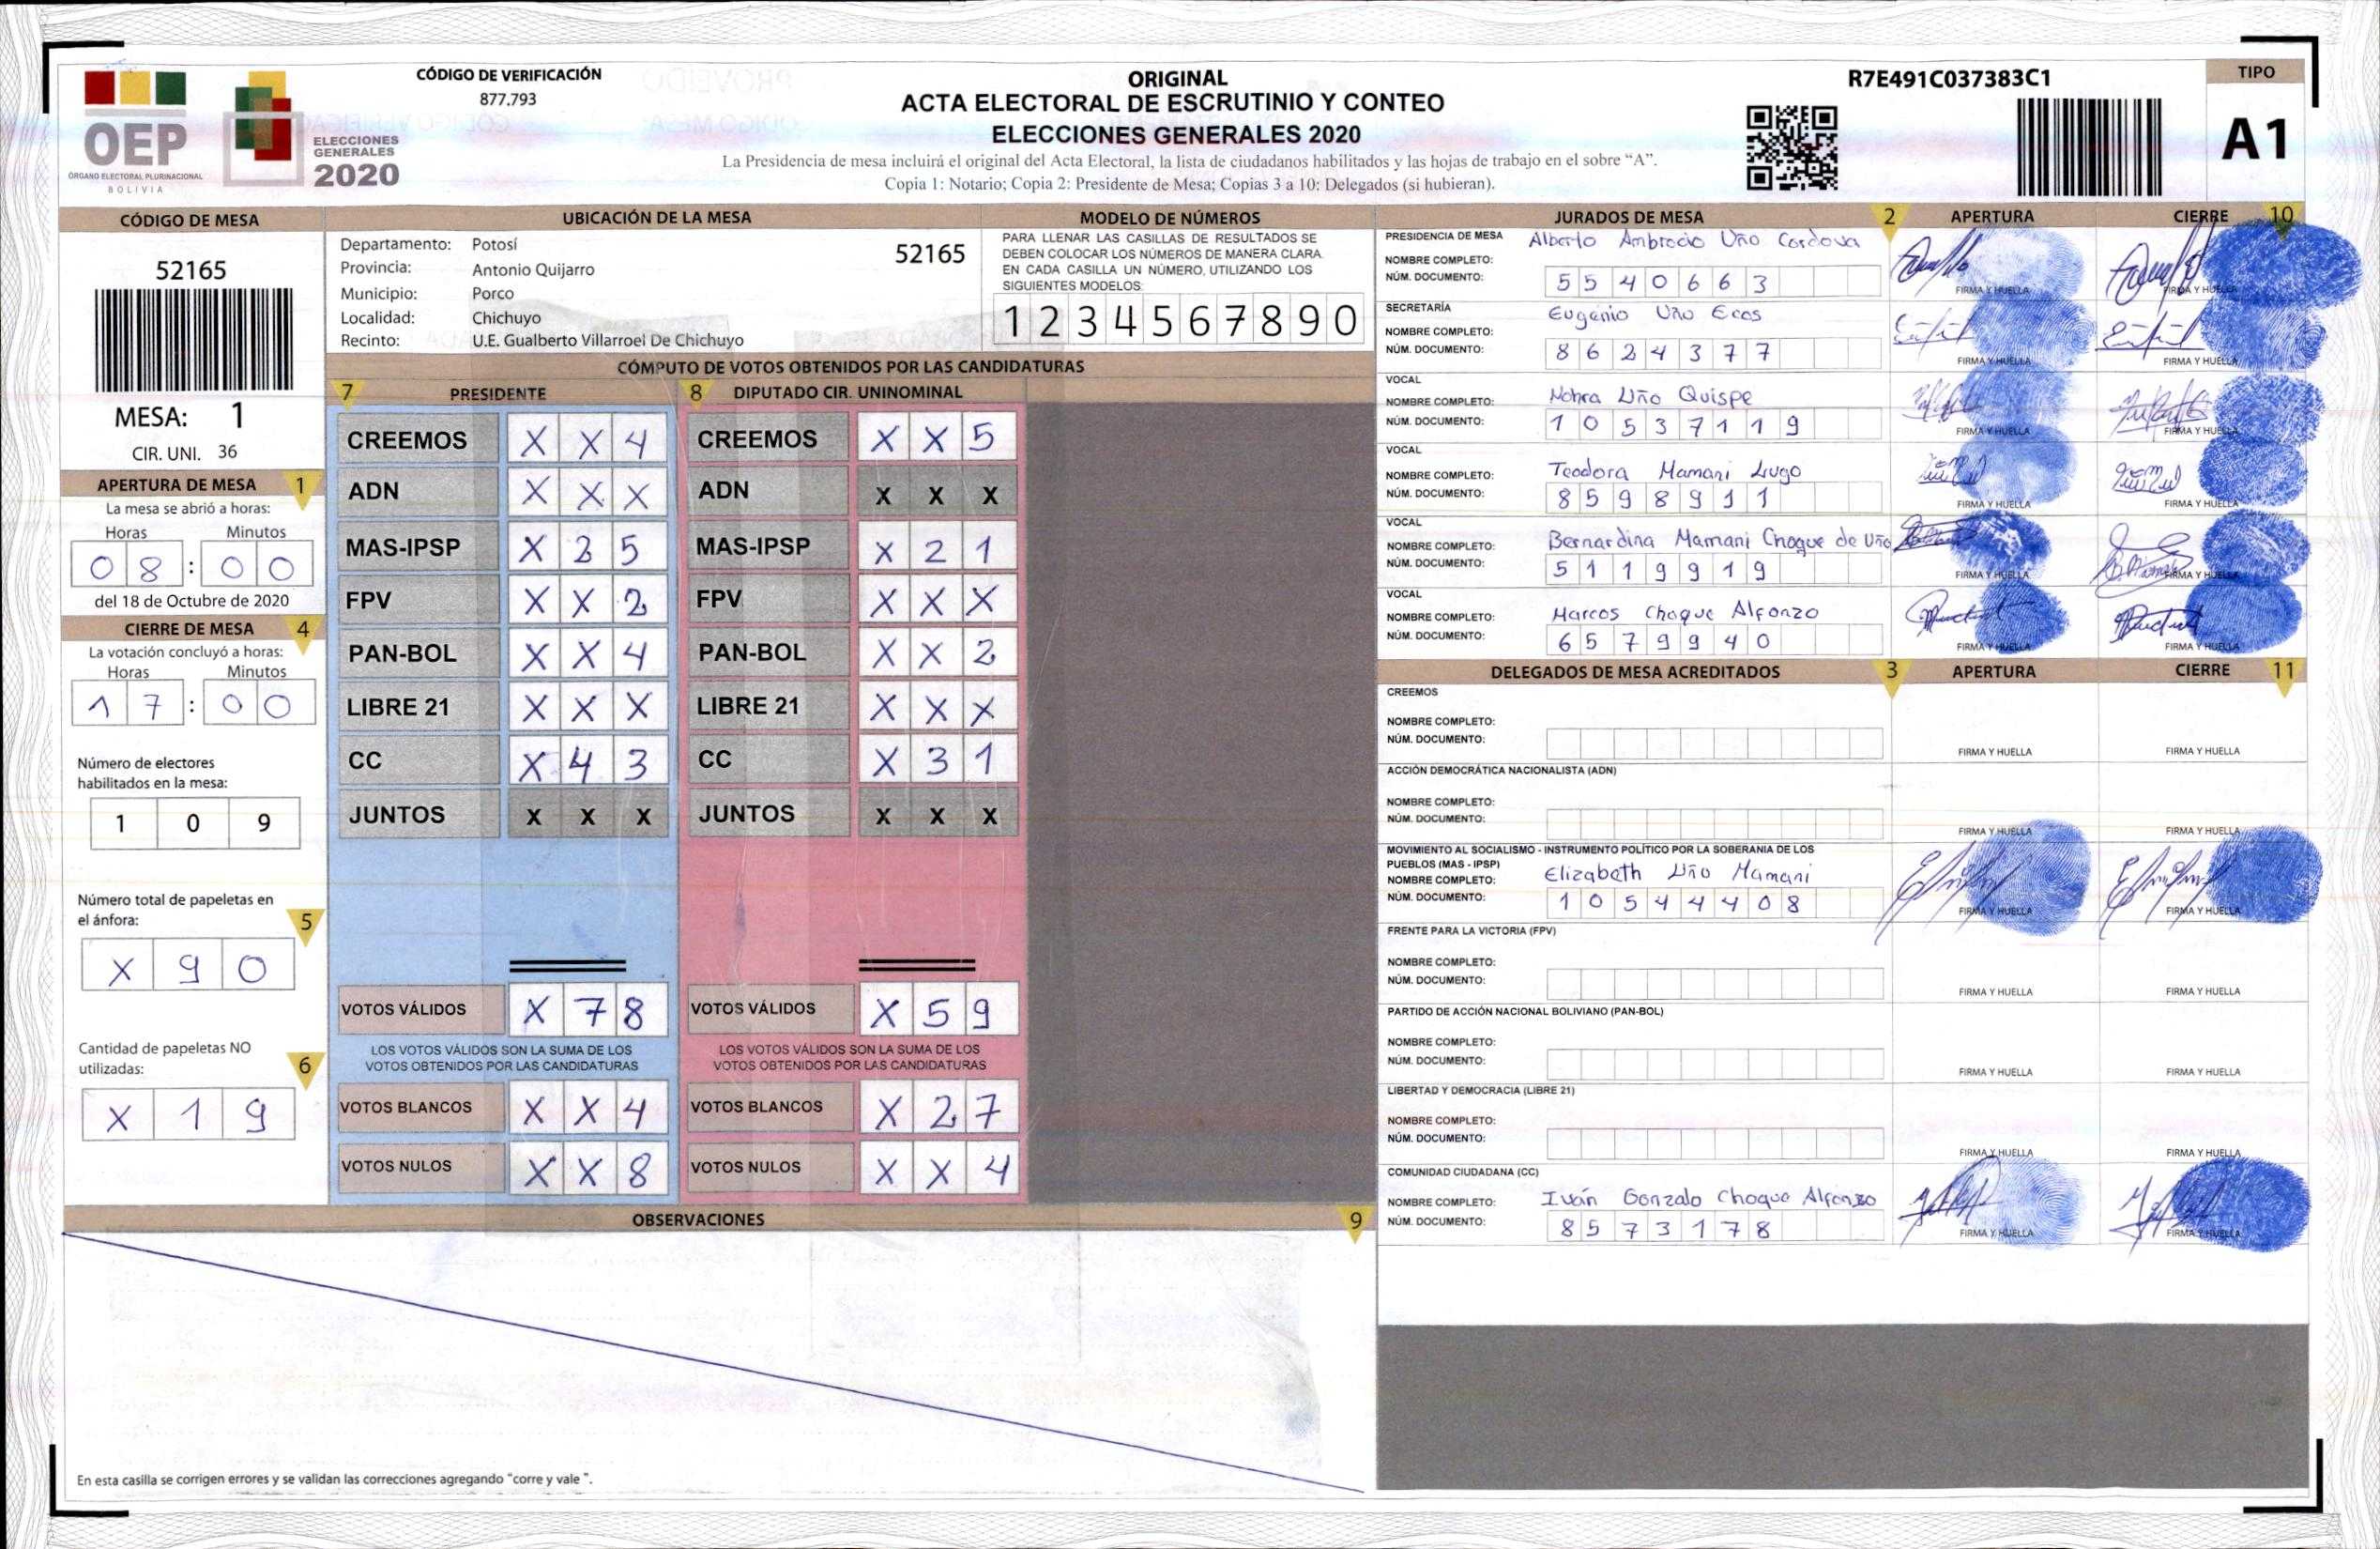 OEP
ÓRGANO ELECTORAL PLURINACIONAL
BOLIVIA
ELECCIONES
GENERALES
2020
CÓDIGO DE VERIFICACIÓN
877.793
ORIGINAL
ACTA ELECTORAL DE ESCRUTINIO Y CONTEO
ELECCIONES GENERALES 2020
La Presidencia de mesa incluirá el original del Acta Electoral, la lista de ciudadanos habilitados y las hojas de trabajo en el sobre “A”.
Copia 1: Notario; Copia 2: Presidente de Mesa; Copias 3 a 10: Delegados (si hubieran).
R7E491C037383C1
TIPO
A1
CÓDIGO DE MESA
52165
MESA: 1
CIR. UNI. 36
APERTURA DE MESA 1
La mesa se abrió a horas:
Horas Minutos
0 8 : 0 0
del 18 de Octubre de 2020
CIERRE DE MESA 4
La votación concluyó a horas:
Horas Minutos
1 7 : 0 0
Número de electores
habilitados en la mesa:
1 0 9
Número total de papeletas en
el ánfora: 5
X 9 0
Cantidad de papeletas NO
utilizadas: 6
X 1 9
UBICACIÓN DE LA MESA
Departamento: Potosí 52165
Provincia: Antonio Quijarro
Municipio: Porco
Localidad: Chichuyo
Recinto: U.E. Gualberto Villarroel De Chichuyo
MODELO DE NÚMEROS
PARA LLENAR LAS CASILLAS DE RESULTADOS SE
DEBEN COLOCAR LOS NÚMEROS DE MANERA CLARA.
EN CADA CASILLA UN NÚMERO, UTILIZANDO LOS
SIGUIENTES MODELOS:
1 2 3 4 5 6 7 8 9 0
CÓMPUTO DE VOTOS OBTENIDOS POR LAS CANDIDATURAS
7 PRESIDENTE 8 DIPUTADO CIR. UNINOMINAL
CREEMOS X X 4 CREEMOS X X 5
ADN X X X ADN X X X
MAS-IPSP X 2 5 MAS-IPSP X 2 1
FPV X X 2 FPV X X X
PAN-BOL X X 4 PAN-BOL X X 2
LIBRE 21 X X X LIBRE 21 X X X
CC X 4 3 CC X 3 1
JUNTOS X X X JUNTOS X X X
VOTOS VÁLIDOS X 7 8 VOTOS VÁLIDOS X 5 9
LOS VOTOS VÁLIDOS SON LA SUMA DE LOS LOS VOTOS VÁLIDOS SON LA SUMA DE LOS
VOTOS OBTENIDOS POR LAS CANDIDATURAS VOTOS OBTENIDOS POR LAS CANDIDATURAS
VOTOS BLANCOS X X 4 VOTOS BLANCOS X 2 7
VOTOS NULOS X X 8 VOTOS NULOS X X 4
OBSERVACIONES 9
En esta casilla se corrigen errores y se validan las correcciones agregando "corre y vale ".
JURADOS DE MESA 2 APERTURA CIERRE 10
PRESIDENCIA DE MESA Alberto Ambrocio Uño Cordova
NOMBRE COMPLETO:
NÚM. DOCUMENTO: 5 5 4 0 6 6 3 FIRMA Y HUELLA FIRMA Y HUELLA
SECRETARÍA Eugenio Uño Ecos
NOMBRE COMPLETO:
NÚM. DOCUMENTO: 8 6 2 4 3 7 7 FIRMA Y HUELLA FIRMA Y HUELLA
VOCAL
NOMBRE COMPLETO: Nohra Uño Quispe
NÚM. DOCUMENTO: 1 0 5 3 7 1 1 9 FIRMA Y HUELLA FIRMA Y HUELLA
VOCAL
NOMBRE COMPLETO: Teodora Mamani Lugo
NÚM. DOCUMENTO: 8 5 9 8 9 1 1 FIRMA Y HUELLA FIRMA Y HUELLA
VOCAL
NOMBRE COMPLETO: Bernardina Mamani Choque de Uño
NÚM. DOCUMENTO: 5 1 1 9 9 1 9 FIRMA Y HUELLA FIRMA Y HUELLA
VOCAL
NOMBRE COMPLETO: Marcos Choque Alfonzo
NÚM. DOCUMENTO: 6 5 7 9 9 4 0 FIRMA Y HUELLA FIRMA Y HUELLA
DELEGADOS DE MESA ACREDITADOS 3 APERTURA CIERRE 11
CREEMOS
NOMBRE COMPLETO:
NÚM. DOCUMENTO: FIRMA Y HUELLA FIRMA Y HUELLA
ACCIÓN DEMOCRÁTICA NACIONALISTA (ADN)
NOMBRE COMPLETO:
NÚM. DOCUMENTO: FIRMA Y HUELLA FIRMA Y HUELLA
MOVIMIENTO AL SOCIALISMO - INSTRUMENTO POLÍTICO POR LA SOBERANIA DE LOS
PUEBLOS (MAS - IPSP)
NOMBRE COMPLETO: Elizabeth Uño Mamani
NÚM. DOCUMENTO: 1 0 5 4 4 4 0 8 FIRMA Y HUELLA FIRMA Y HUELLA
FRENTE PARA LA VICTORIA (FPV)
NOMBRE COMPLETO:
NÚM. DOCUMENTO: FIRMA Y HUELLA FIRMA Y HUELLA
PARTIDO DE ACCIÓN NACIONAL BOLIVIANO (PAN-BOL)
NOMBRE COMPLETO:
NÚM. DOCUMENTO: FIRMA Y HUELLA FIRMA Y HUELLA
LIBERTAD Y DEMOCRACIA (LIBRE 21)
NOMBRE COMPLETO:
NÚM. DOCUMENTO: FIRMA Y HUELLA FIRMA Y HUELLA
COMUNIDAD CIUDADANA (CC)
NOMBRE COMPLETO: Iván Gonzalo Choque Alfonzo
NÚM. DOCUMENTO: 8 5 7 3 1 7 8 FIRMA Y HUELLA FIRMA Y HUELLA